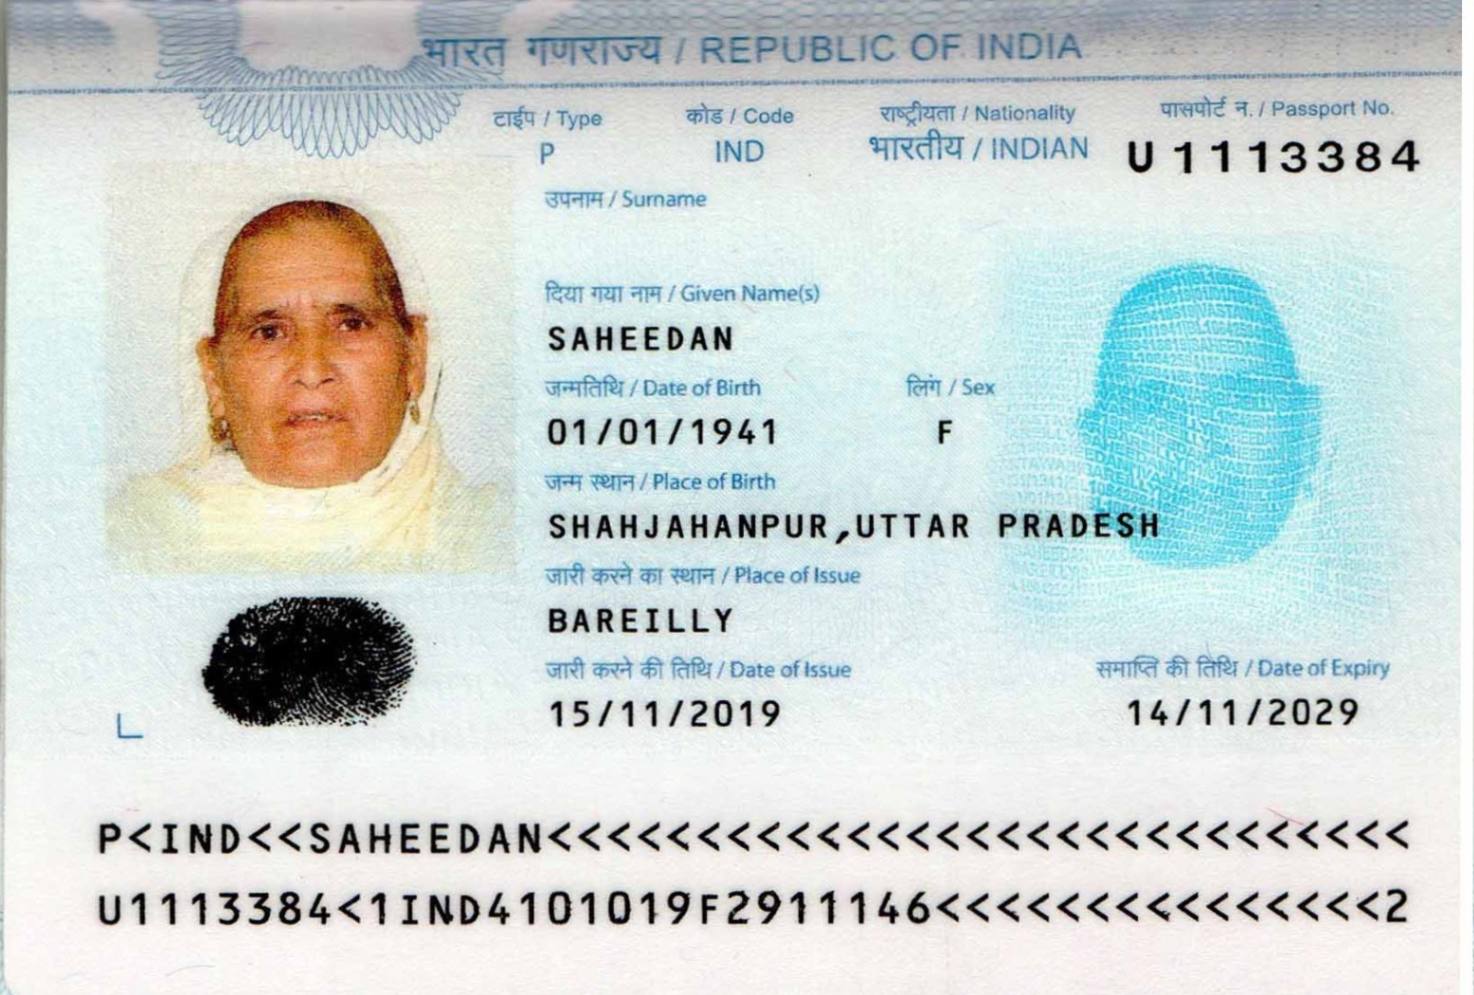 भारत गणराज्य / REPUBLIC OF INDIA
टाईप / Type कोड / Code राष्ट्रीयता / Nationality पासपोर्ट न. / Passport No.
P IND भारतीय / INDIAN U1113384
उपनाम / Surname
दिया गया नाम / Given Name(s)
SAHEEDAN
जन्मतिथि / Date of Birth लिंग / Sex
01/01/1941 F
जन्म स्थान / Place of Birth
SHAHJAHANPUR,UTTAR PRADESH
जारी करने का स्थान / Place of Issue
BAREILLY
जारी करने की तिथि / Date of Issue समाप्ति की तिथि / Date of Expiry
15/11/2019 14/11/2029
P<IND<<SAHEEDAN<<<<<<<<<<<<<<<<<<<<<<<<<<<<<
U1113384<1IND4101019F2911146<<<<<<<<<<<<<<<2